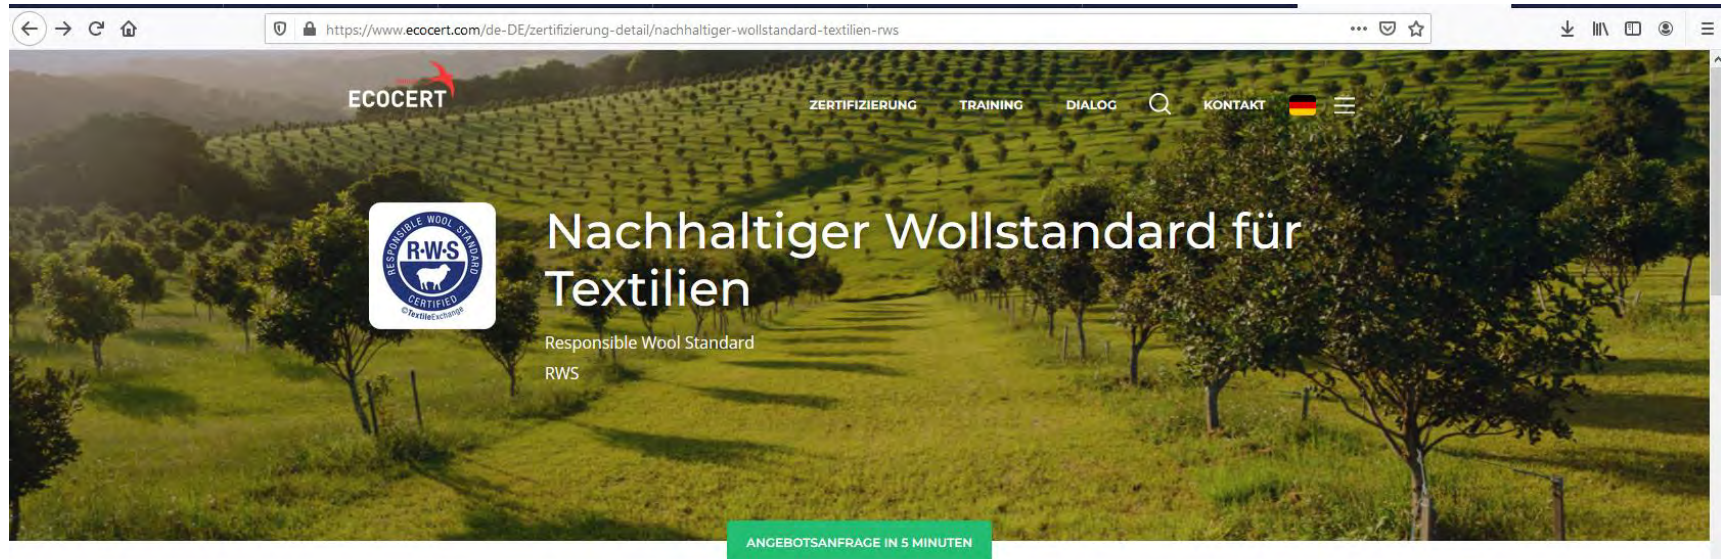 https://www.ecocert.com/de-DE/zertifizierung-detail/nachhaltiger-wollstandard-textilien-rws
ECOCERT
ZERTIFIZIERUNG TRAINING DIALOG KONTAKT
RESPONSIBLE WOOL STANDARD
R·W·S
CERTIFIED
©TextileExchange
Nachhaltiger Wollstandard für
Textilien
Responsible Wool Standard
RWS
ANGEBOTSANFRAGE IN 5 MINUTEN